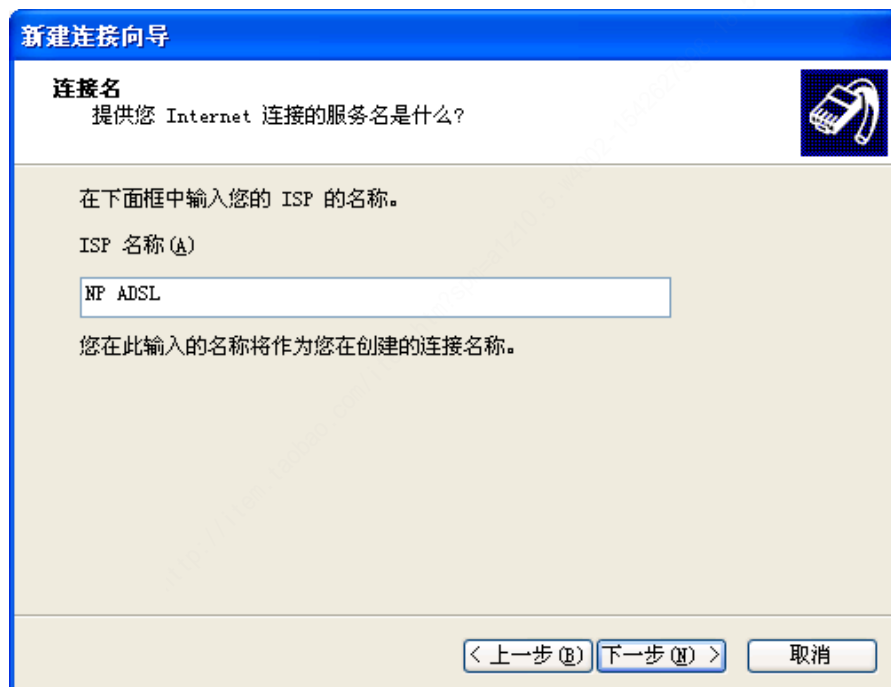 新建连接向导
连接名
提供您 Internet 连接的服务名是什么?
在下面框中输入您的 ISP 的名称。
ISP 名称(A)
NP ADSL
您在此输入的名称将作为您在创建的连接名称。
< 上一步(B) 下一步(N) > 取消